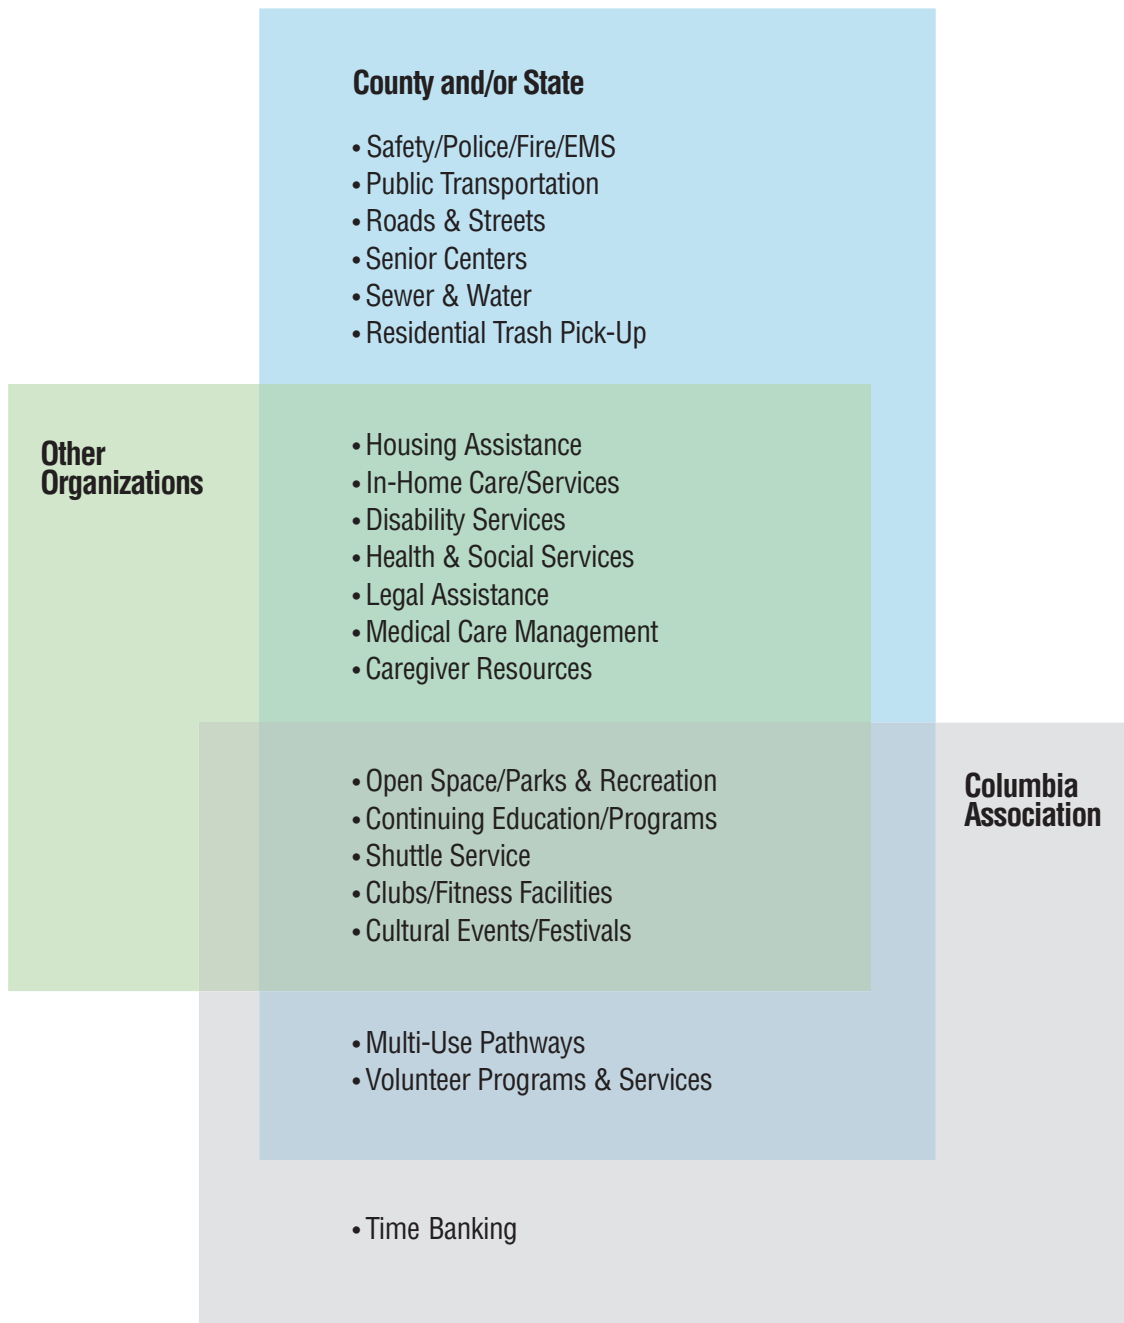 County and/or State
• Safety/Police/Fire/EMS
• Public Transportation
• Roads & Streets
• Senior Centers
• Sewer & Water
• Residential Trash Pick-Up
Other
Organizations
• Housing Assistance
• In-Home Care/Services
• Disability Services
• Health & Social Services
• Legal Assistance
• Medical Care Management
• Caregiver Resources
Columbia
Association
• Open Space/Parks & Recreation
• Continuing Education/Programs
• Shuttle Service
• Clubs/Fitness Facilities
• Cultural Events/Festivals
• Multi-Use Pathways
• Volunteer Programs & Services
• Time Banking